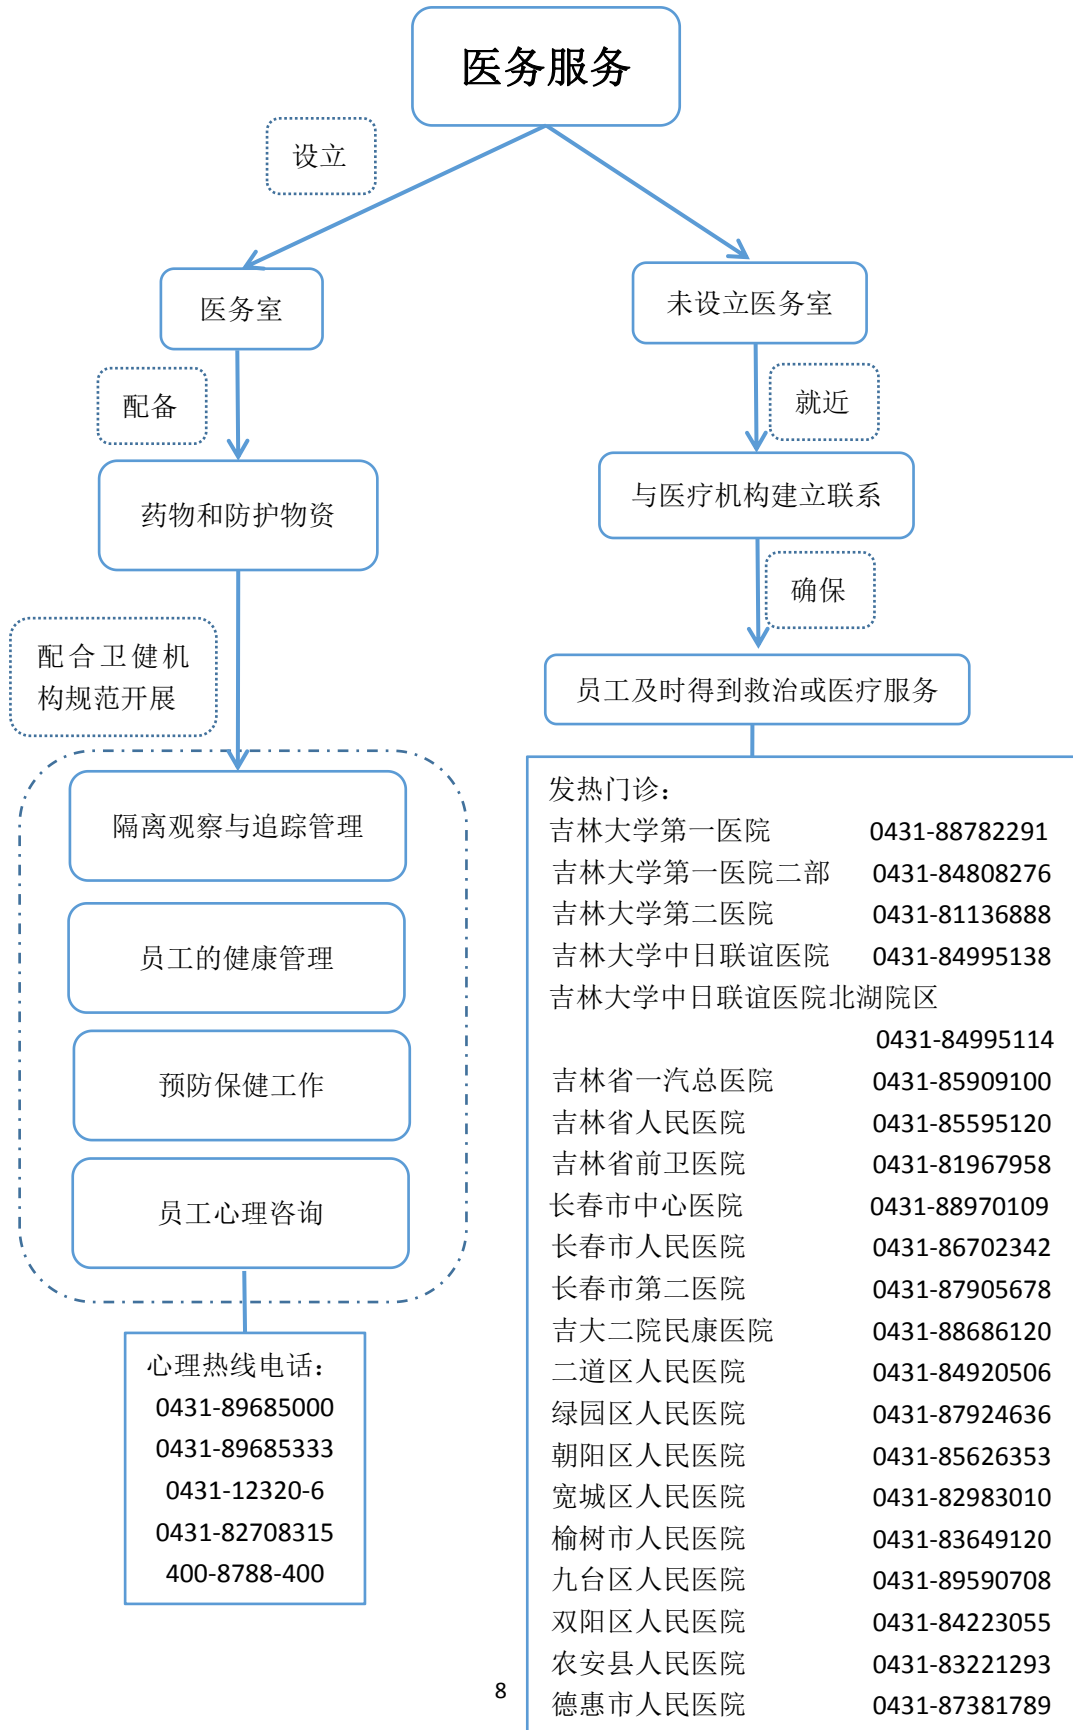 医务服务
设立
医务室
配备
药物和防护物资
配合卫健机
构规范开展
隔离观察与追踪管理
员工的健康管理
预防保健工作
员工心理咨询
心理热线电话：
0431-89685000
0431-89685333
0431-12320-6
0431-82708315
400-8788-400
未设立医务室
就近
与医疗机构建立联系
确保
员工及时得到救治或医疗服务
发热门诊：
吉林大学第一医院 0431-88782291
吉林大学第一医院二部 0431-84808276
吉林大学第二医院 0431-81136888
吉林大学中日联谊医院 0431-84995138
吉林大学中日联谊医院北湖院区
0431-84995114
吉林省一汽总医院 0431-85909100
吉林省人民医院 0431-85595120
吉林省前卫医院 0431-81967958
长春市中心医院 0431-88970109
长春市人民医院 0431-86702342
长春市第二医院 0431-87905678
吉大二院民康医院 0431-88686120
二道区人民医院 0431-84920506
绿园区人民医院 0431-87924636
朝阳区人民医院 0431-85626353
宽城区人民医院 0431-82983010
榆树市人民医院 0431-83649120
九台区人民医院 0431-89590708
双阳区人民医院 0431-84223055
农安县人民医院 0431-83221293
德惠市人民医院 0431-87381789
8